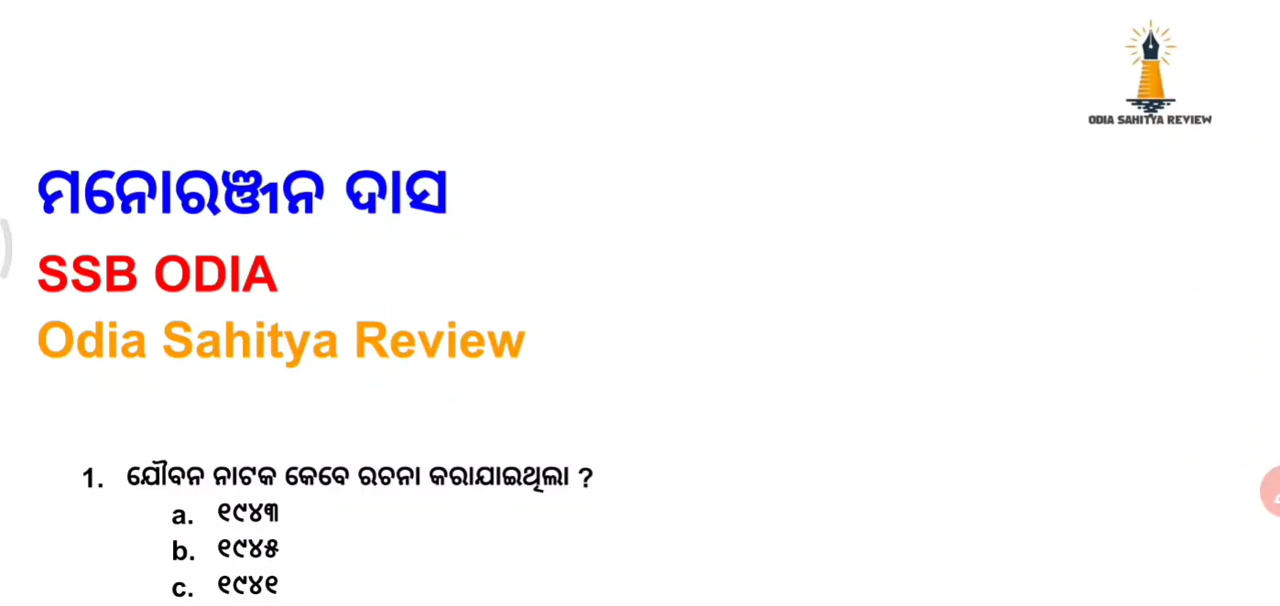 ODIA SAHITYA REVIEW
ମନୋରଞ୍ଜନ ଦାସ
SSB ODIA
Odia Sahitya Review
1. ଯୌବନ ନାଟକ କେବେ ରଚନା କରାଯାଇଥିଲା ?
a. ୧୯୪୩
b. ୧୯୪୫
c. ୧୯୪୧